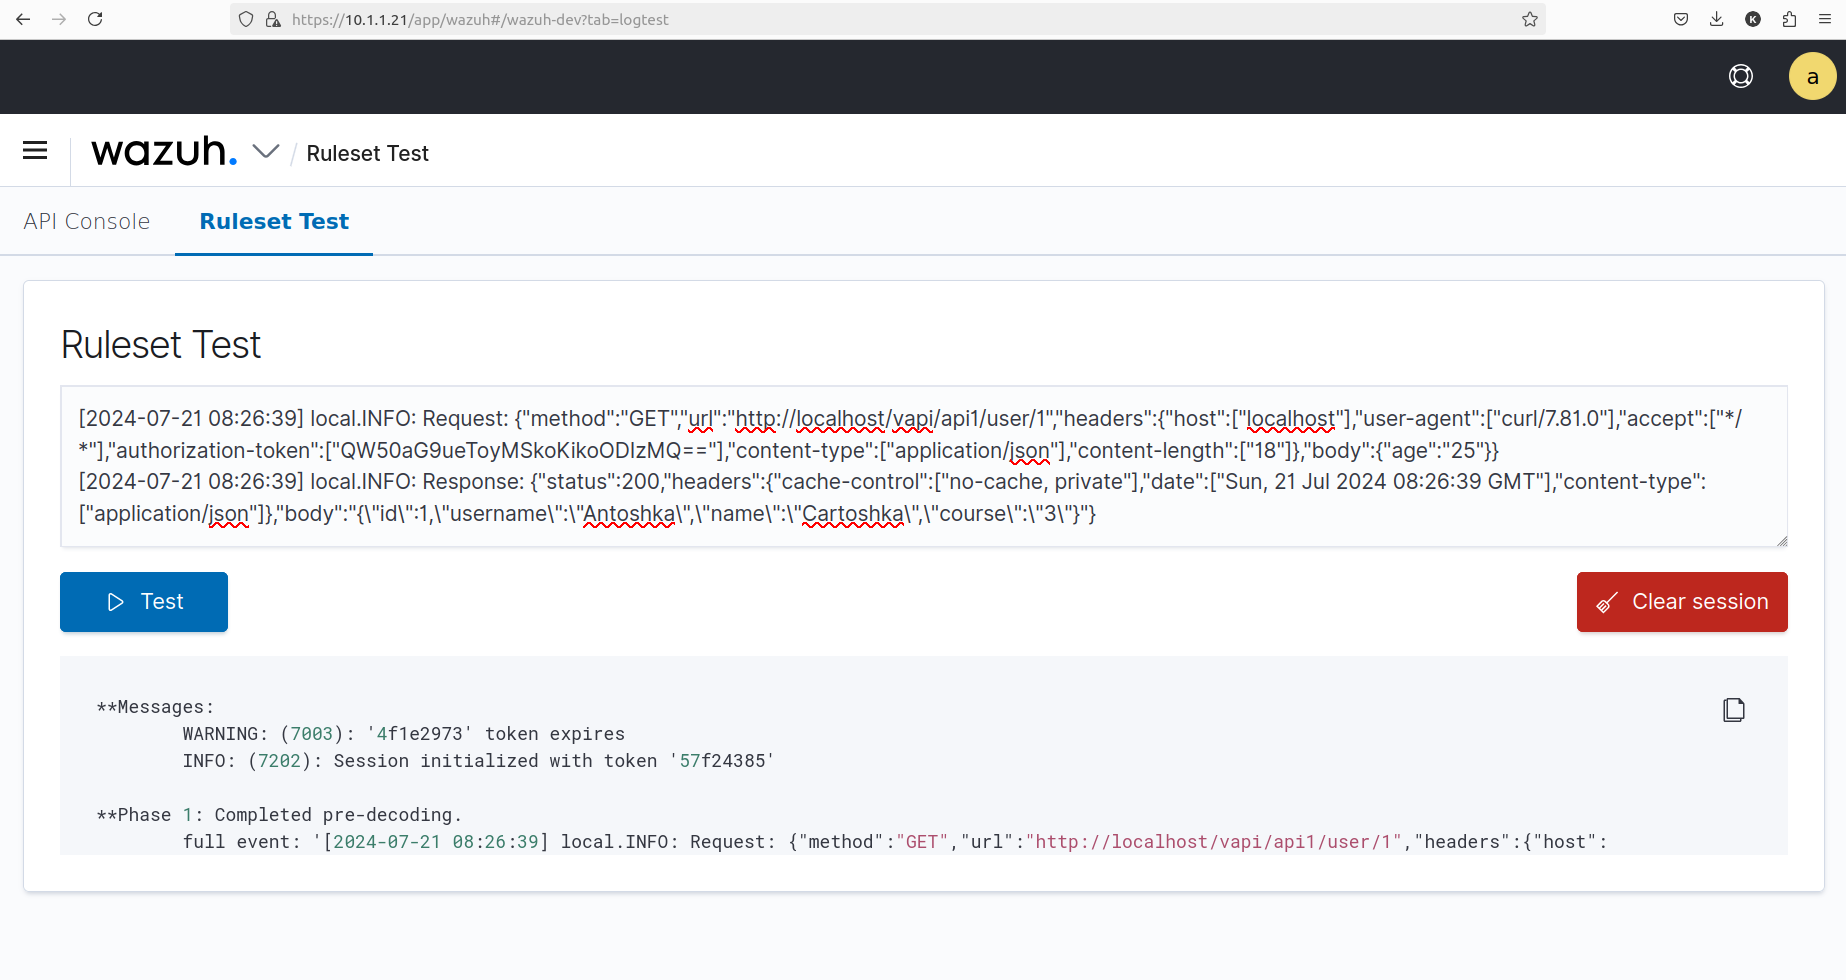 https://10.1.1.21/app/wazuh#/wazuh-dev?tab=logtest
K
a
wazuh. / Ruleset Test
API Console Ruleset Test
Ruleset Test
[2024-07-21 08:26:39] local.INFO: Request: {"method":"GET""url":"http://localhost/vapi/api1/user/1""headers":{"host":["localhost"],"user-agent":["curl/7.81.0"],"accept":["*/
*"],"authorization-token":["QW50aG9ueToyMSkoKikoODIzMQ=="],"content-type":["application/json"],"content-length":["18"]},"body":{"age":"25"}}
[2024-07-21 08:26:39] local.INFO: Response: {"status":200,"headers":{"cache-control":["no-cache, private"],"date":["Sun, 21 Jul 2024 08:26:39 GMT"],"content-type":
["application/json"]},"body":"{\"id\":1,\"username\":\"Antoshka\",\"name\":\"Cartoshka\",\"course\":\"3\"}"}
Test Clear session
**Messages:
WARNING: (7003): '4f1e2973' token expires
INFO: (7202): Session initialized with token '57f24385'
**Phase 1: Completed pre-decoding.
full event: '[2024-07-21 08:26:39] local.INFO: Request: {"method":"GET","url":"http://localhost/vapi/api1/user/1","headers":{"host":